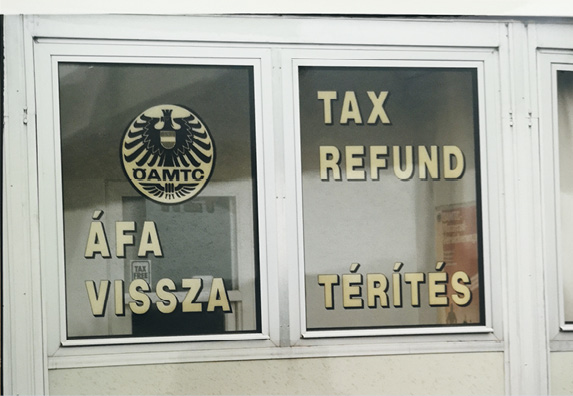 ÖAMTC
ÁFA
VISSZA
TAX
FREE
TAX
REFUND
TÉRÍTÉS